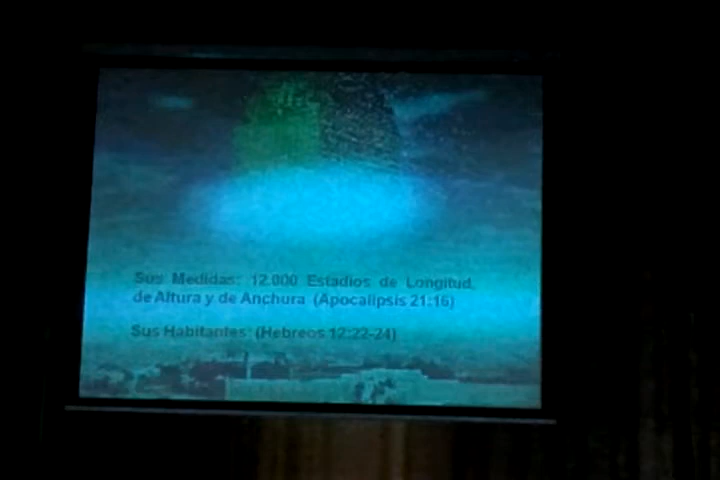 Sus Medidas: 12.000 Estadios de Longitud,
de Altura y de Anchura (Apocalipsis 21:16)
Sus Habitantes: (Hebreos 12:22-24)